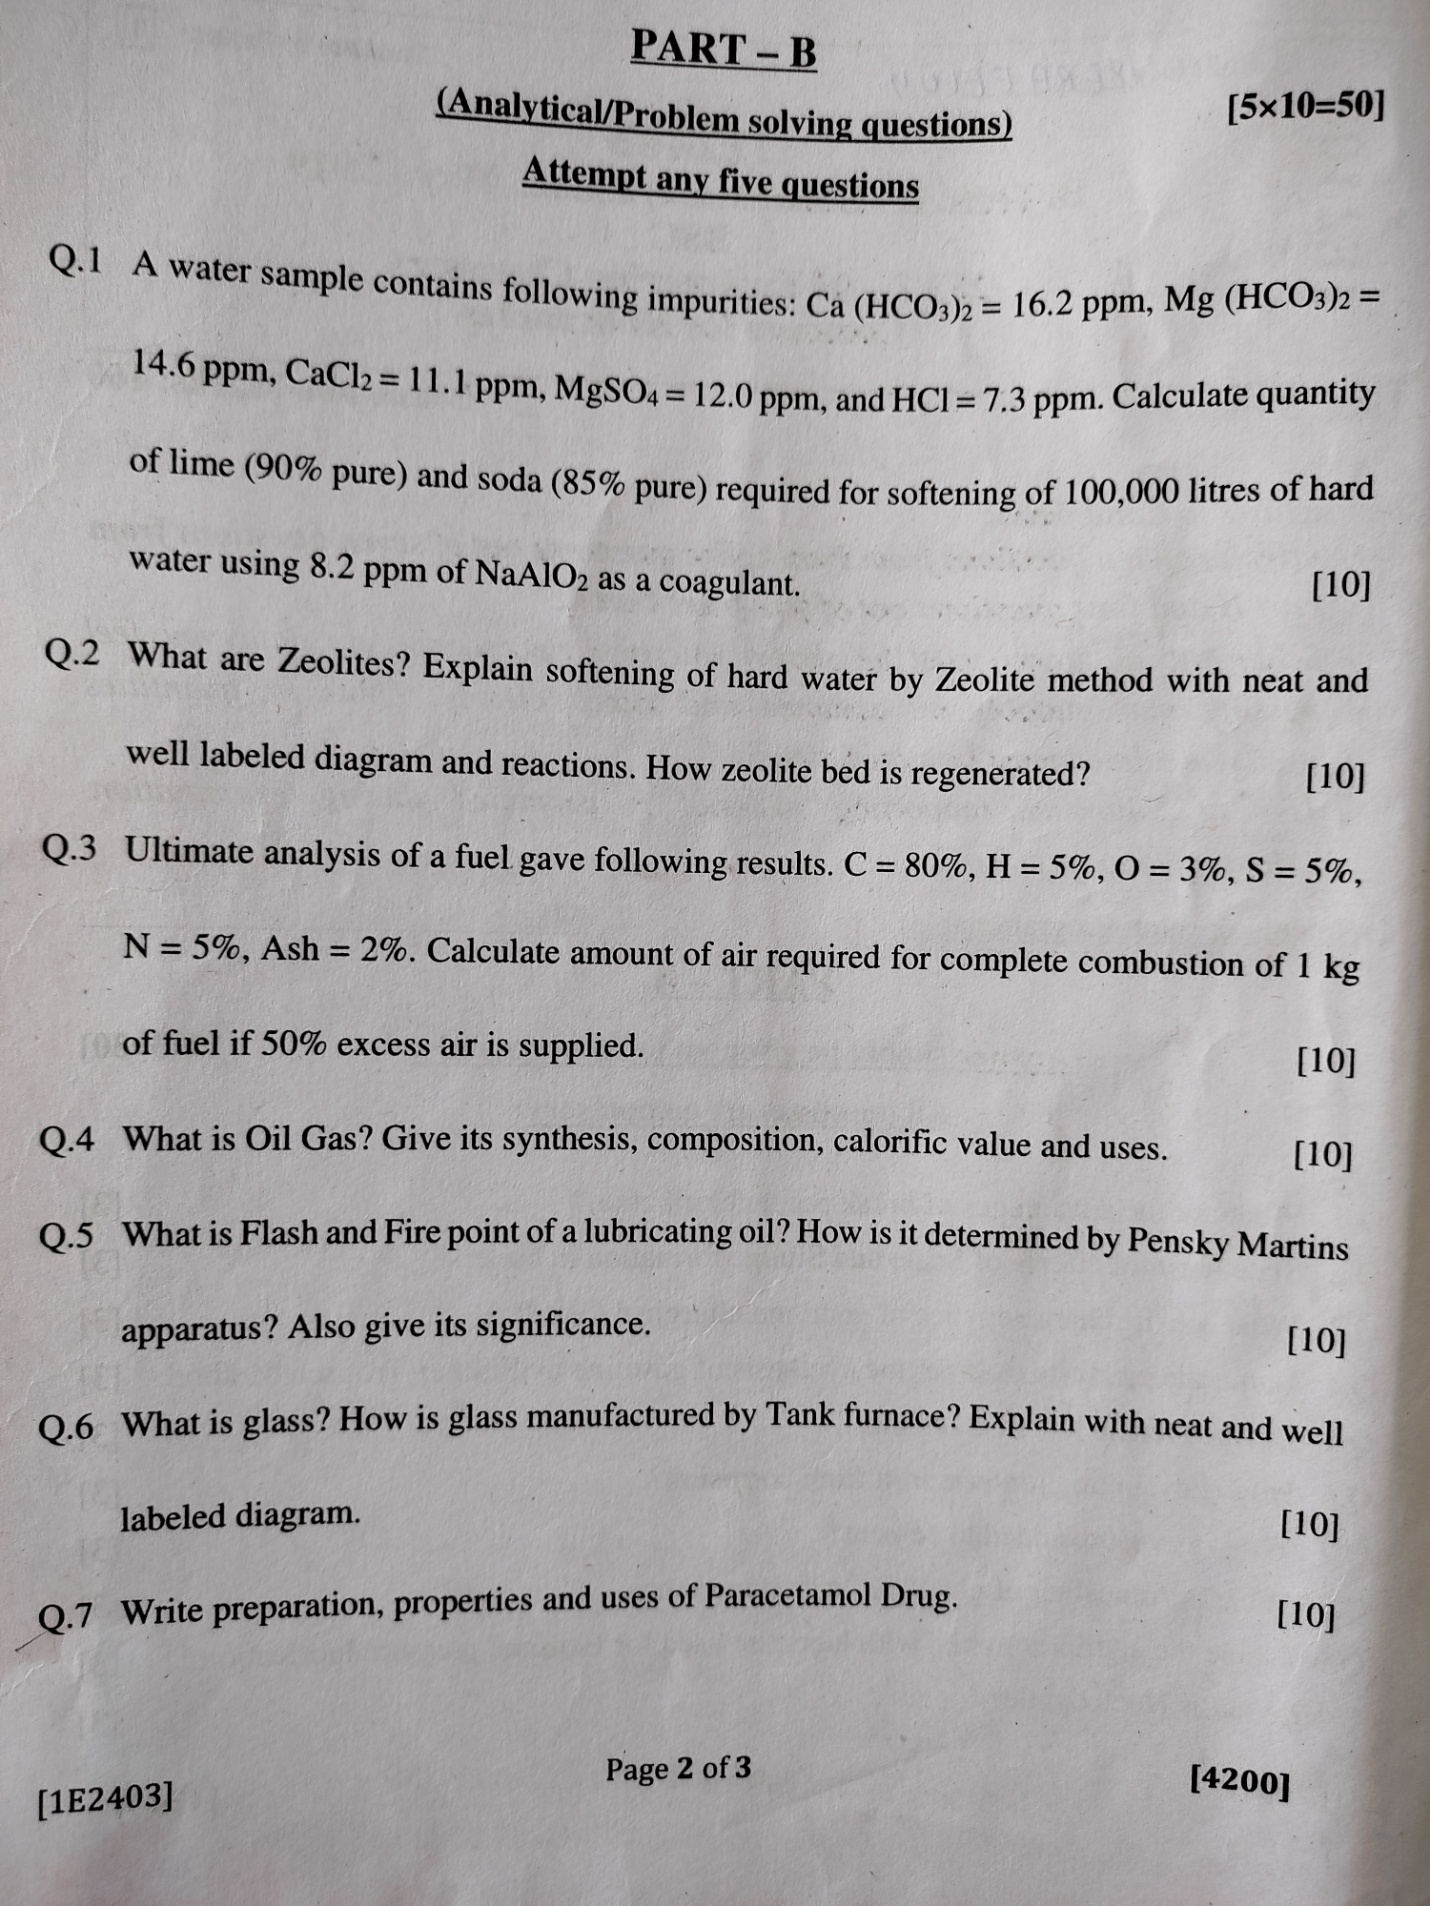 PART – B
(Analytical/Problem solving questions) [5×10=50]
Attempt any five questions
Q.1 A water sample contains following impurities: Ca (HCO₃)₂ = 16.2 ppm, Mg (HCO₃)₂ =
14.6 ppm, CaCl₂ = 11.1 ppm, MgSO₄ = 12.0 ppm, and HCl = 7.3 ppm. Calculate quantity
of lime (90% pure) and soda (85% pure) required for softening of 100,000 litres of hard
water using 8.2 ppm of NaAlO₂ as a coagulant. [10]
Q.2 What are Zeolites? Explain softening of hard water by Zeolite method with neat and
well labeled diagram and reactions. How zeolite bed is regenerated? [10]
Q.3 Ultimate analysis of a fuel gave following results. C = 80%, H = 5%, O = 3%, S = 5%,
N = 5%, Ash = 2%. Calculate amount of air required for complete combustion of 1 kg
of fuel if 50% excess air is supplied. [10]
Q.4 What is Oil Gas? Give its synthesis, composition, calorific value and uses. [10]
Q.5 What is Flash and Fire point of a lubricating oil? How is it determined by Pensky Martins
apparatus? Also give its significance. [10]
Q.6 What is glass? How is glass manufactured by Tank furnace? Explain with neat and well
labeled diagram. [10]
Q.7 Write preparation, properties and uses of Paracetamol Drug. [10]
[1E2403] Page 2 of 3 [4200]